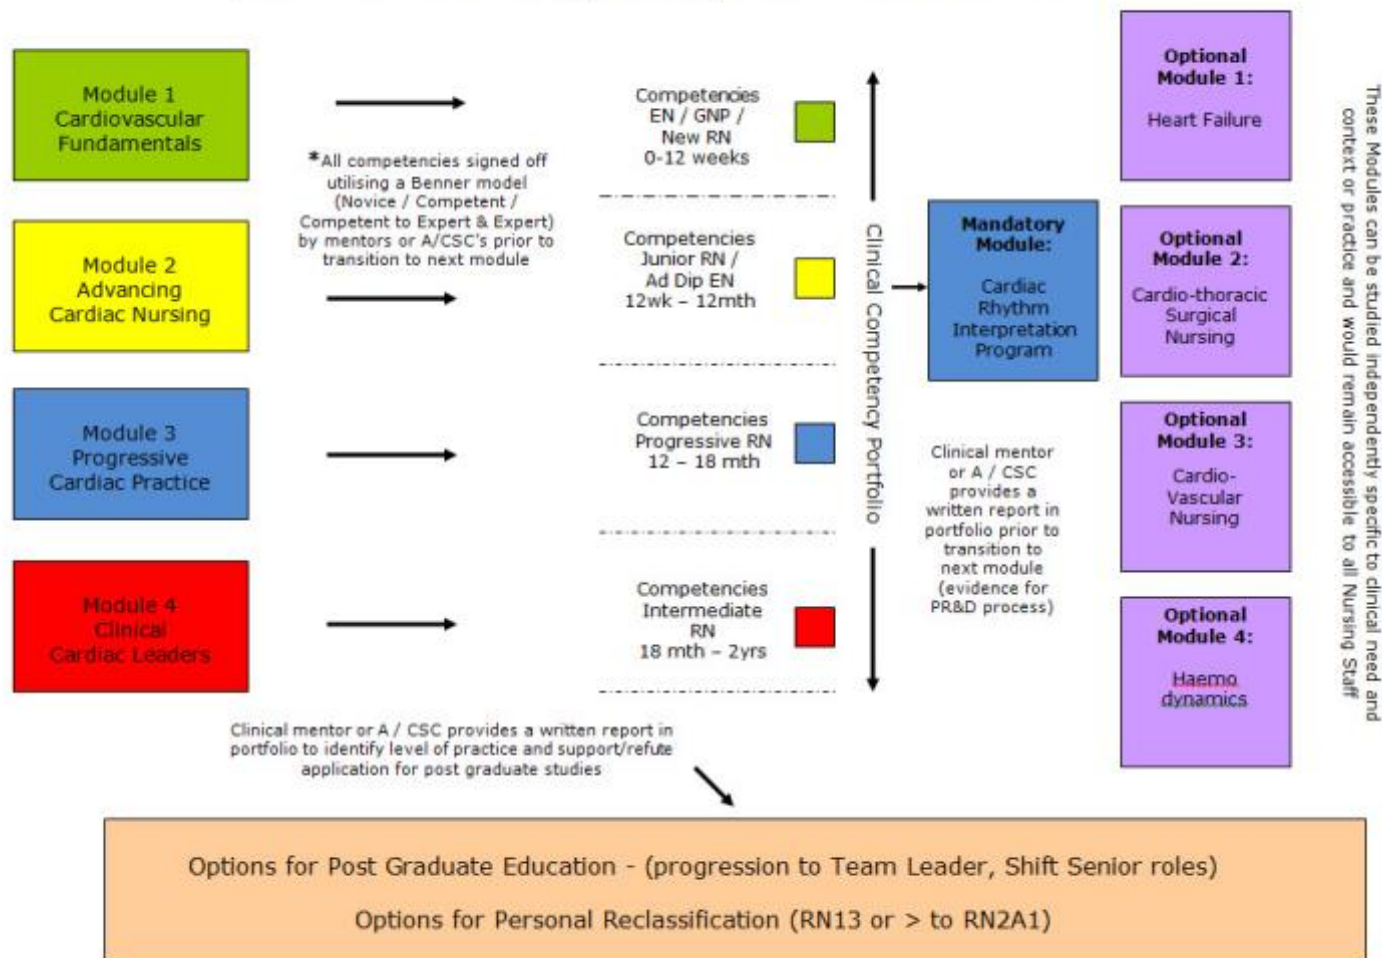 Module 1
Cardiovascular
Fundamentals
Module 2
Advancing
Cardiac Nursing
Module 3
Progressive
Cardiac Practice
Module 4
Clinical
Cardiac Leaders
*All competencies signed off
utilising a Benner model
(Novice / Competent /
Competent to Expert & Expert)
by mentors or A/CSC's prior to
transition to next module
Competencies
EN / GNP /
New RN
0-12 weeks
Competencies
Junior RN /
Ad Dip EN
12wk – 12mth
Competencies
Progressive RN
12 – 18 mth
Competencies
Intermediate
RN
18 mth – 2yrs
Clinical Competency Portfolio
Mandatory
Module:
Cardiac
Rhythm
Interpretation
Program
Clinical mentor
or A / CSC
provides a
written report in
portfolio prior to
transition to
next module
(evidence for
PR&D process)
Optional
Module 1:
Heart Failure
Optional
Module 2:
Cardio-thoracic
Surgical
Nursing
Optional
Module 3:
Cardio-
Vascular
Nursing
Optional
Module 4:
Haemo
dynamics
These Modules can be studied independently specific to clinical need and
context or practice and would remain accessible to all Nursing Staff
Clinical mentor or A / CSC provides a written report in
portfolio to identify level of practice and support/refute
application for post graduate studies
Options for Post Graduate Education - (progression to Team Leader, Shift Senior roles)
Options for Personal Reclassification (RN13 or > to RN2A1)